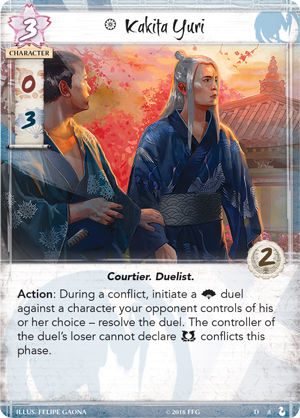 3
Kakita Yuri
CHARACTER
0
3
2
Courtier. Duelist.
Action: During a conflict, initiate a duel
against a character your opponent controls of his
or her choice – resolve the duel. The controller of
the duel's loser cannot declare conflicts this
phase.
ILLUS. FELIPE GAONA
© 2018 FFG
D